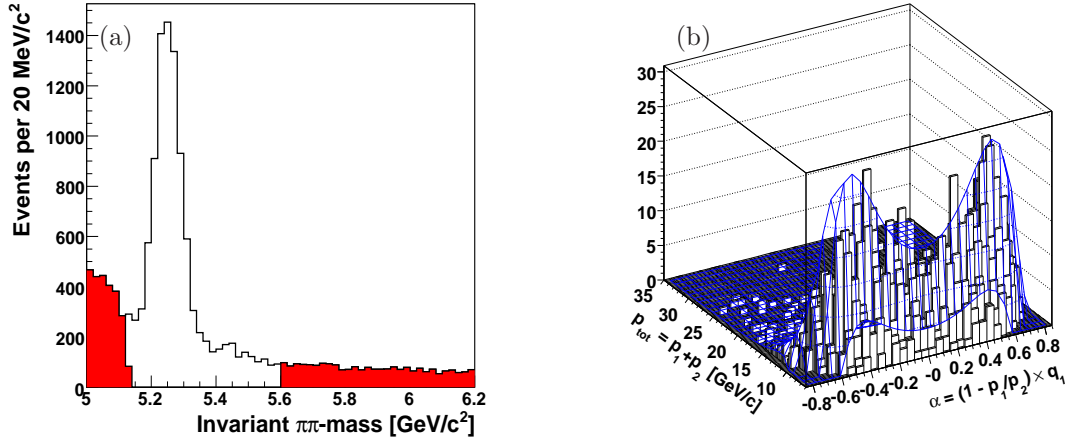 (a)
Events per 20 MeV/c²
1400
1200
1000
800
600
400
200
0
5 5.2 5.4 5.6 5.8 6 6.2
Invariant ππ-mass [GeV/c²]
(b)
30
25
20
15
10
5
0
35
30
25
20
15
10
p_tot = p_1+p_2 [GeV/c]
-0.8 -0.6 -0.4 -0.2 -0 0.2 0.4 0.6 0.8
α = (1 - p_1/p_2) × q_1